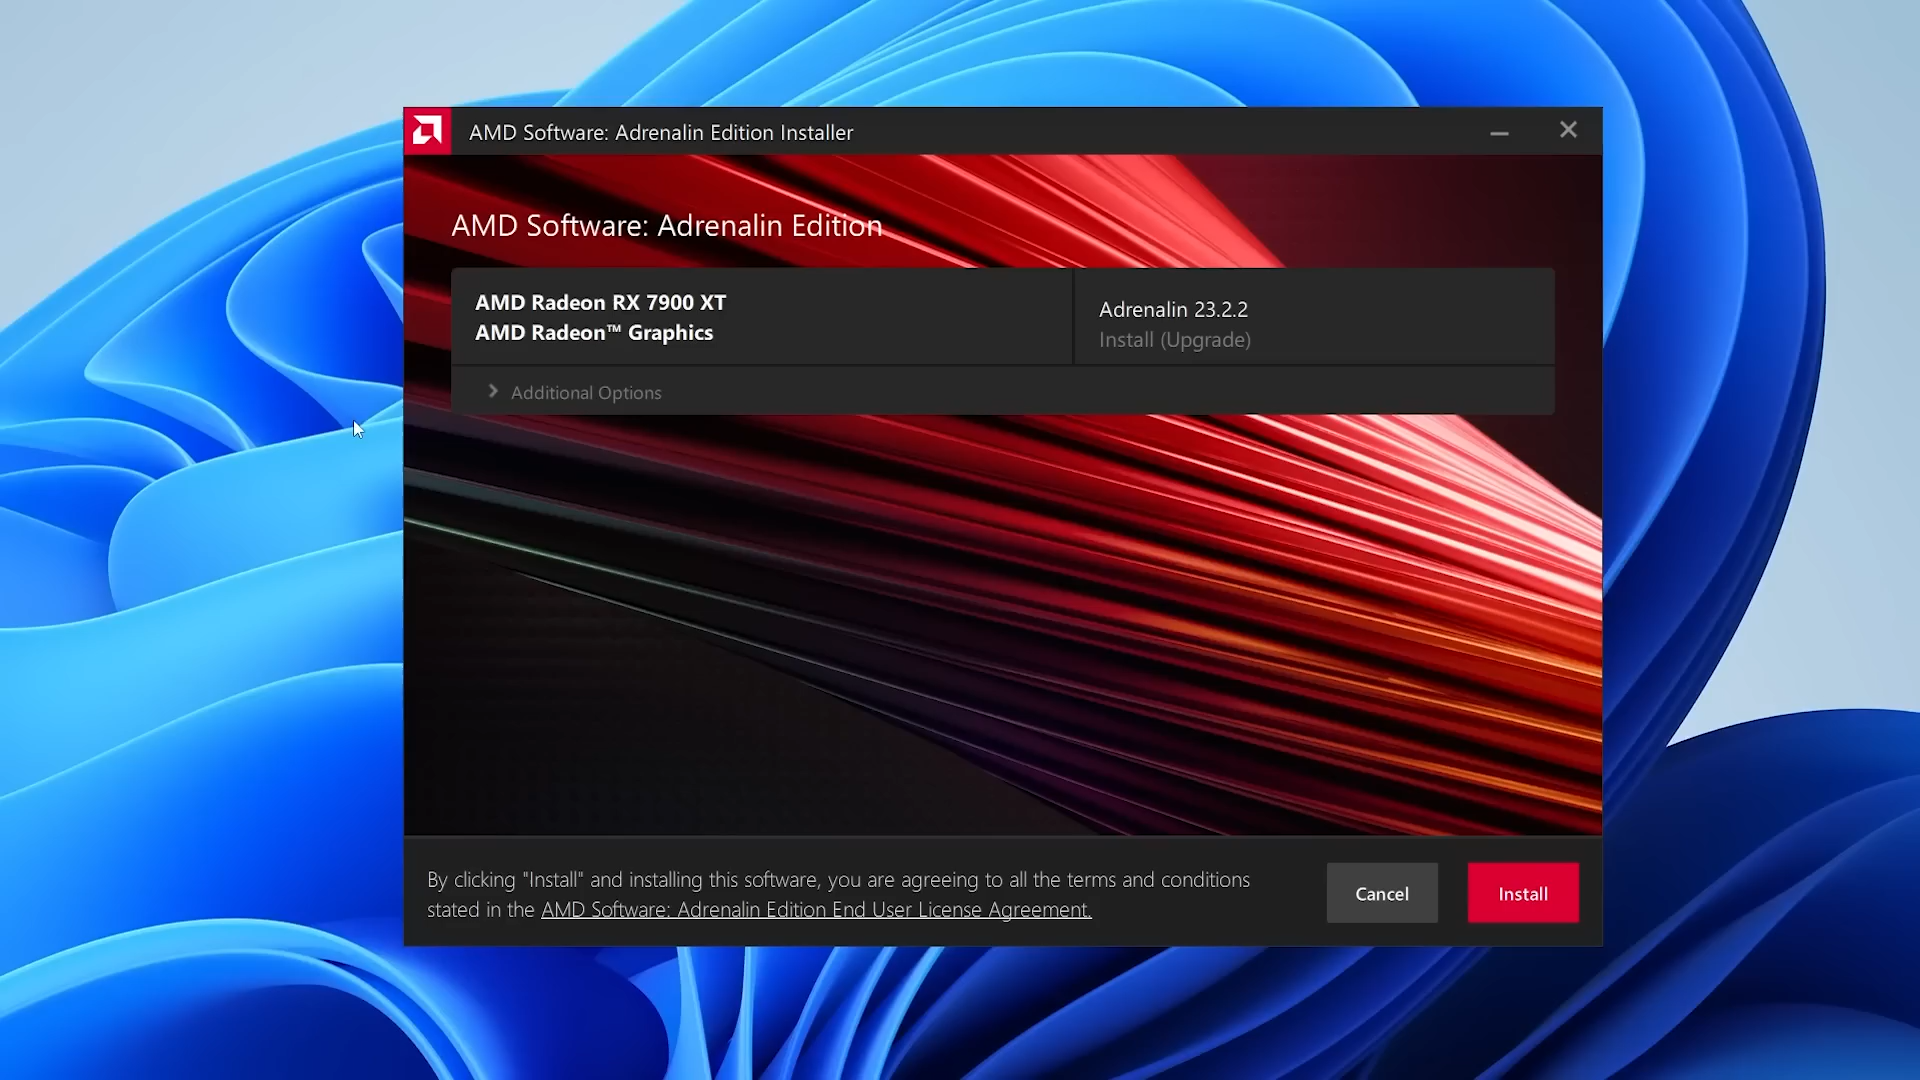 AMD Software: Adrenalin Edition Installer
AMD Software: Adrenalin Edition
AMD Radeon RX 7900 XT
AMD Radeon™ Graphics
Adrenalin 23.2.2
Install (Upgrade)
Additional Options
By clicking "Install" and installing this software, you are agreeing to all the terms and conditions
stated in the AMD Software: Adrenalin Edition End User License Agreement.
Cancel
Install